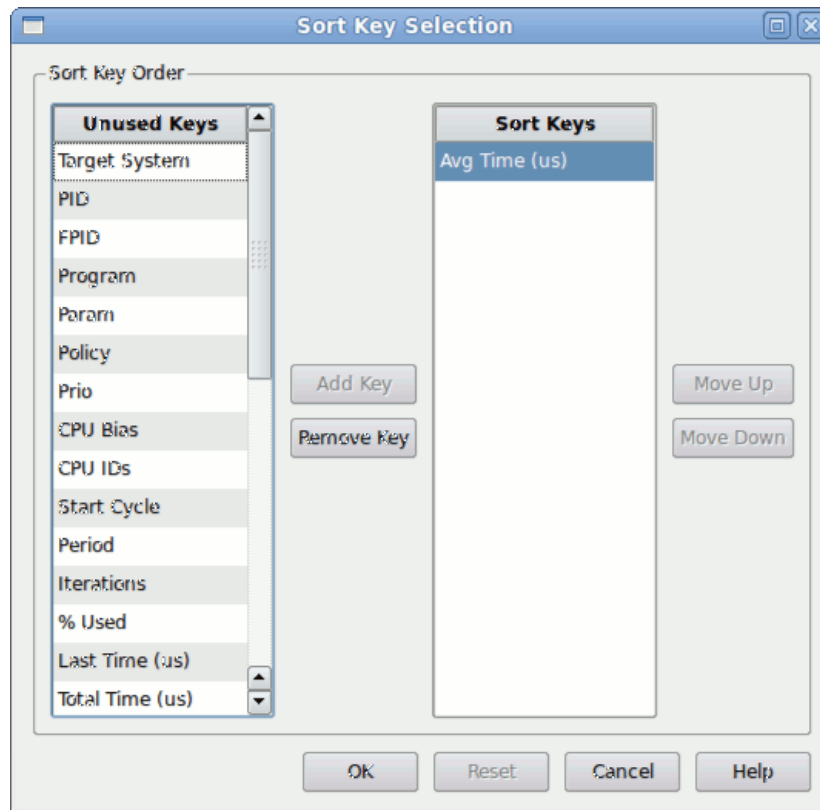 Sort Key Selection
Sort Key Order
Unused Keys
Target System
PID
FPID
Program
Param
Policy
Prio
CPU Bias
CPU IDs
Start Cycle
Period
Iterations
% Used
Last Time (us)
Total Time (us)
Add Key
Remove Key
Sort Keys
Avg Time (us)
Move Up
Move Down
OK
Reset
Cancel
Help